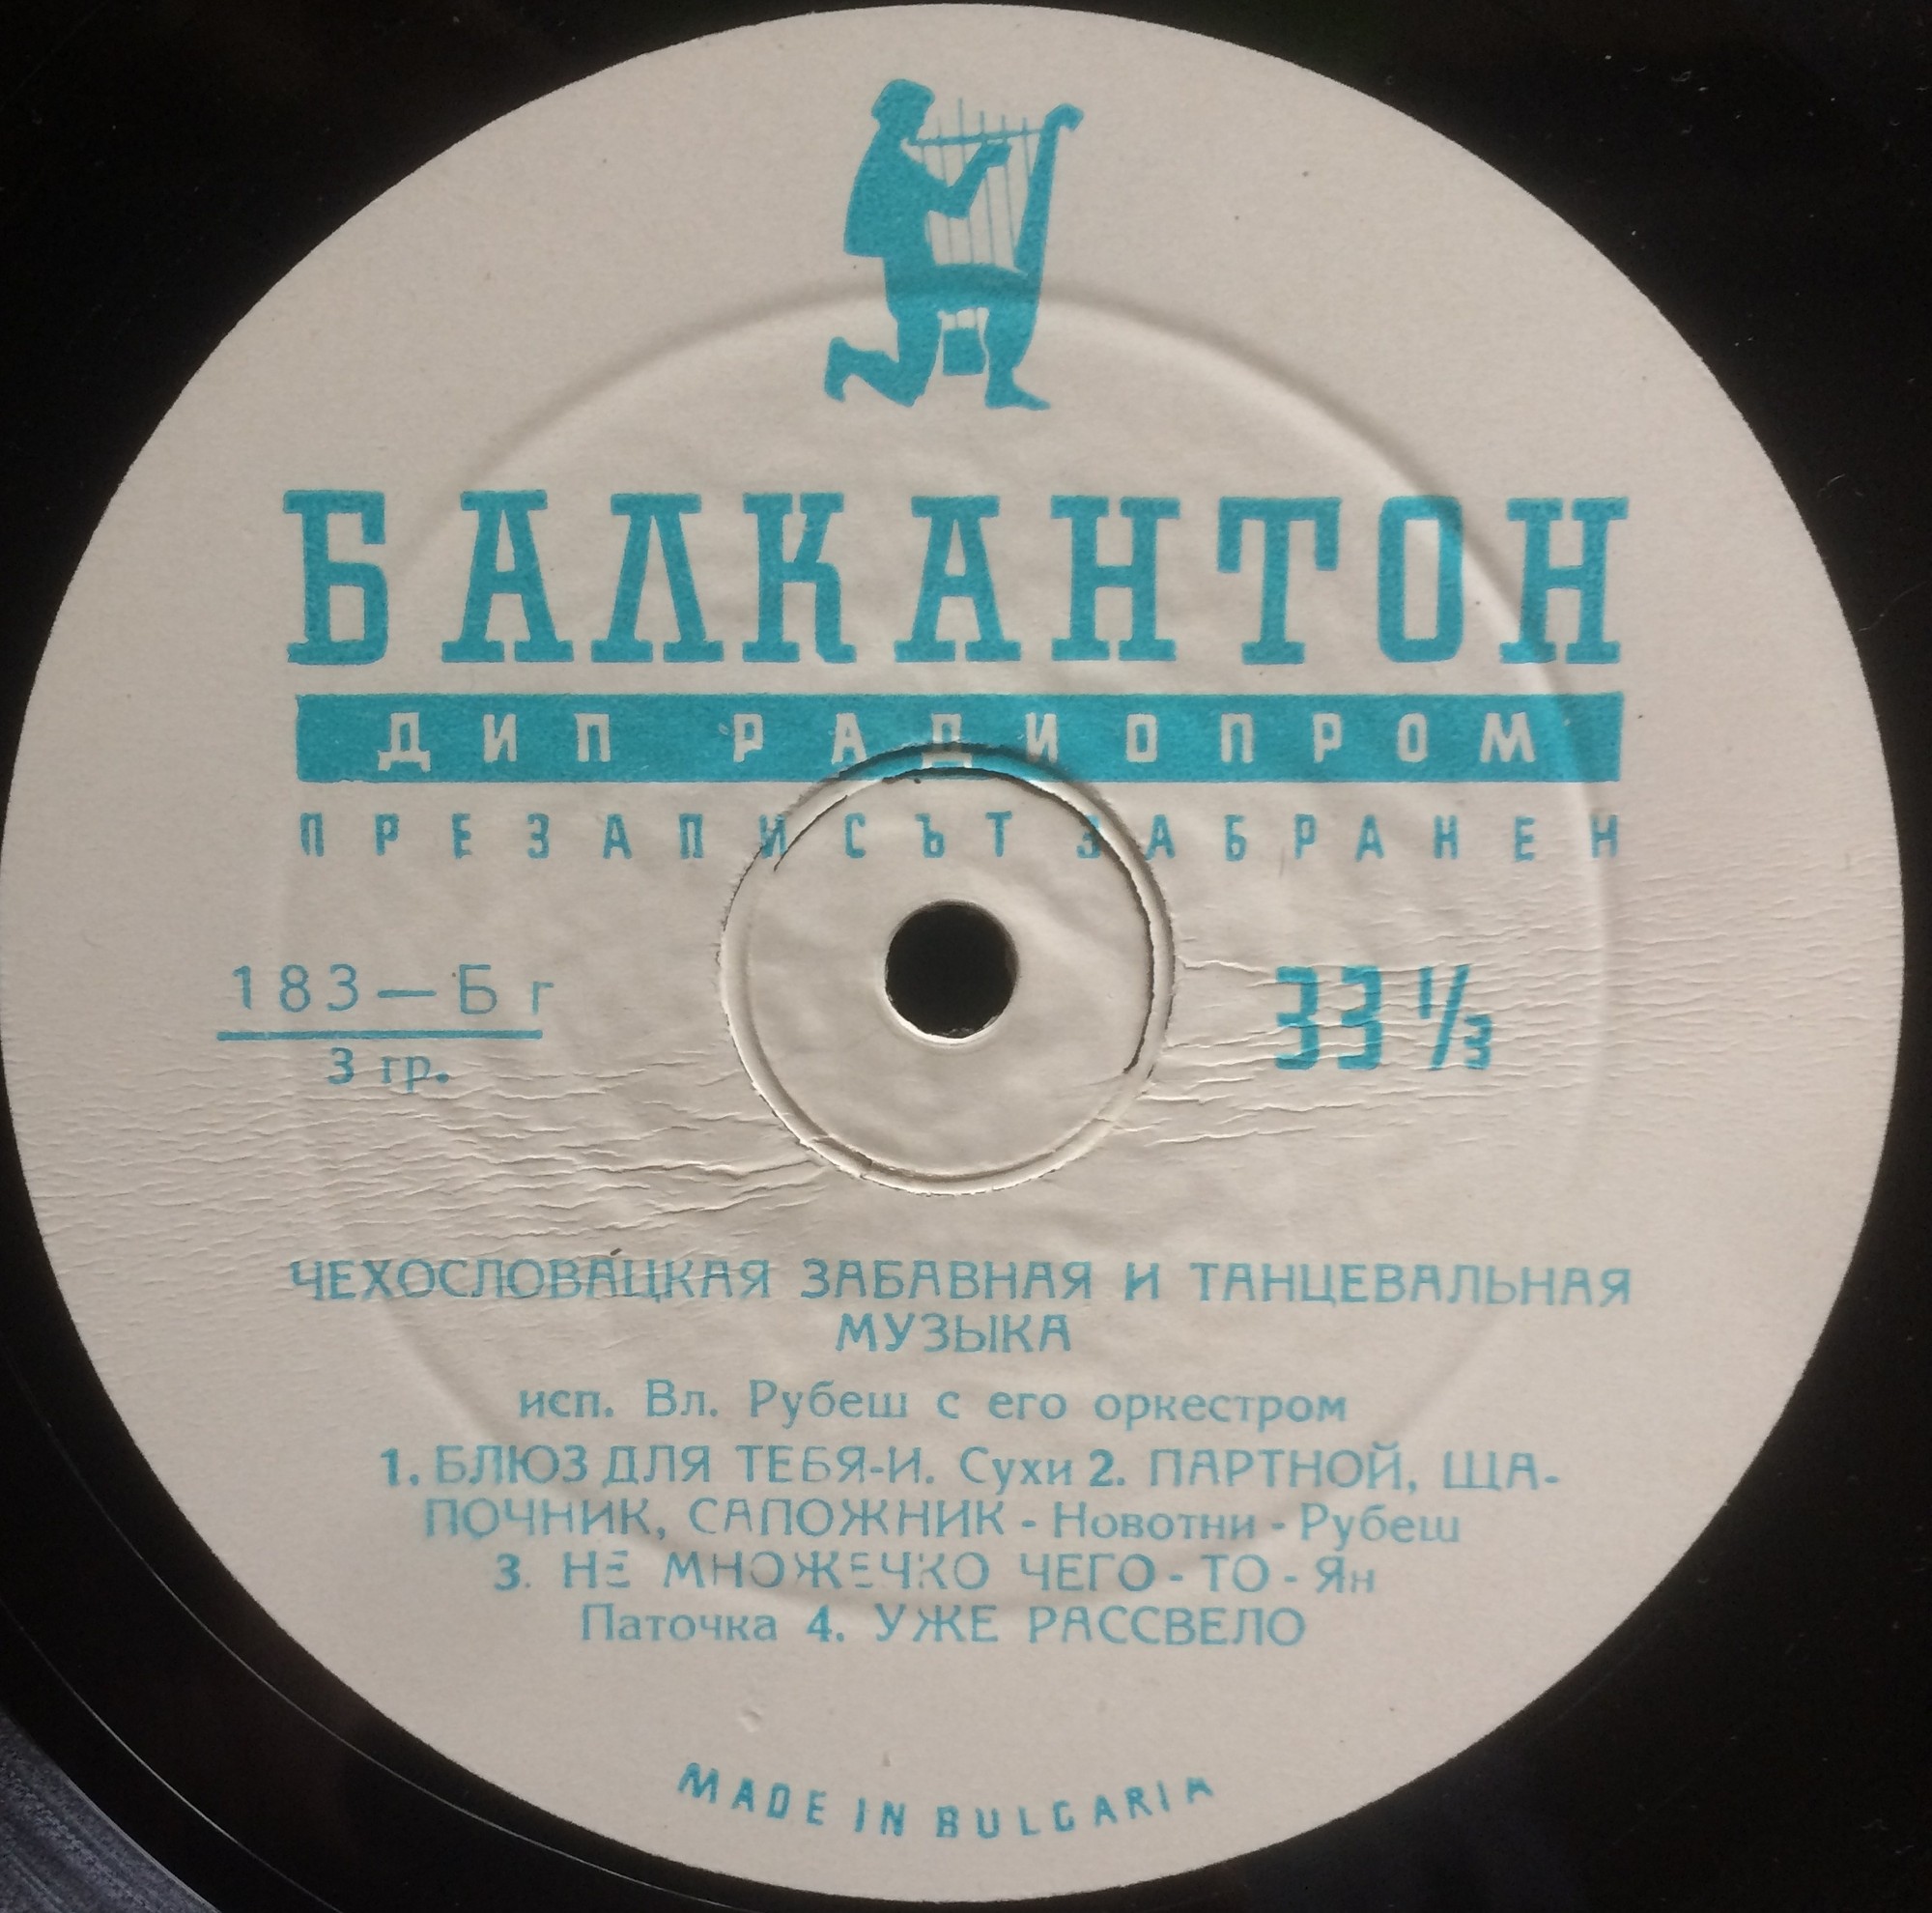 БАЛКАНТОН
ДИП РАДИОПРОМ
ПРЕЗАПИСЪТ ЗАБРАНЕН
183—Б г
3 гр.
33 1/3
ЧЕХОСЛОВАЦКАЯ ЗАБАВНАЯ И ТАНЦЕВАЛЬНАЯ
МУЗЫКА
исп. Вл. Рубеш с его оркестром
1. БЛЮЗ ДЛЯ ТЕБЯ-И. Сухи 2. ПАРТНОЙ, ЩА-
ПОЧНИК, САПОЖНИК - Новотни - Рубеш
3. НЕ МНОЖЕЧКО ЧЕГО - ТО - Ян
Паточка 4. УЖЕ РАССВЕЛО
MADE IN BULGARIA